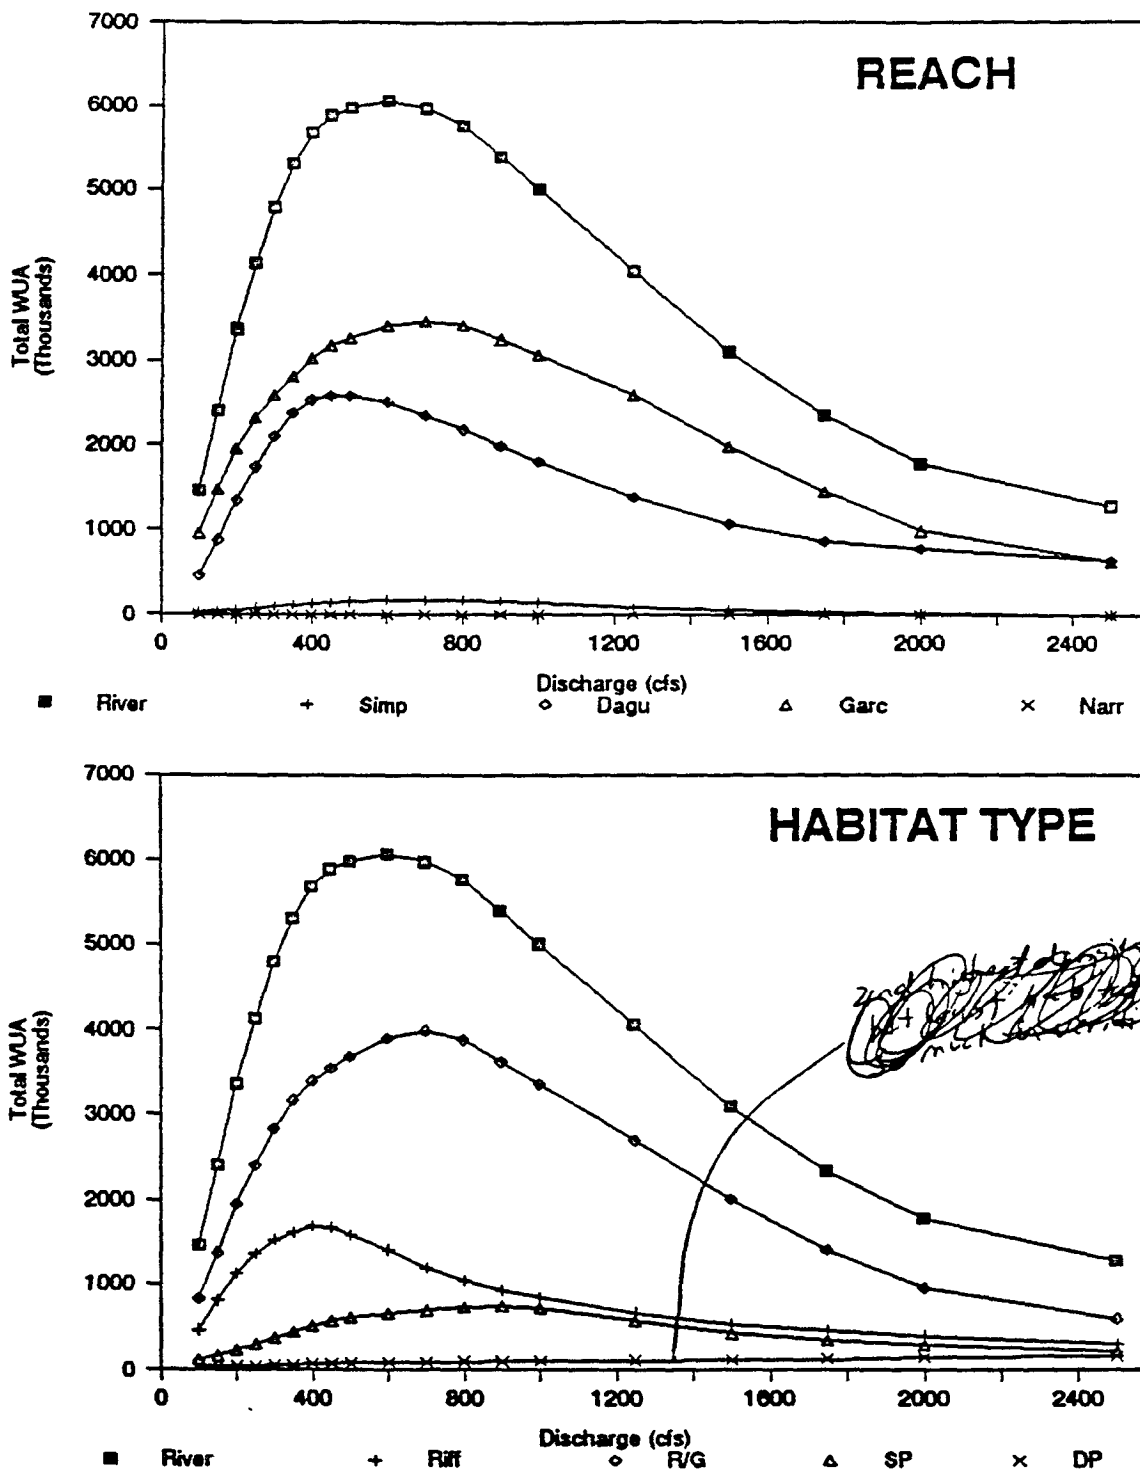 REACH
7000
6000
5000
4000
3000
2000
1000
0
Total WUA
(Thousands)
0 400 800 1200 1600 2000 2400
Discharge (cfs)
River Simp Dagu Garc Narr
HABITAT TYPE
7000
6000
5000
4000
3000
2000
1000
0
Total WUA
(Thousands)
2nd
0 400 800 1200 1600 2000 2400
Discharge (cfs)
River Riff R/G SP DP